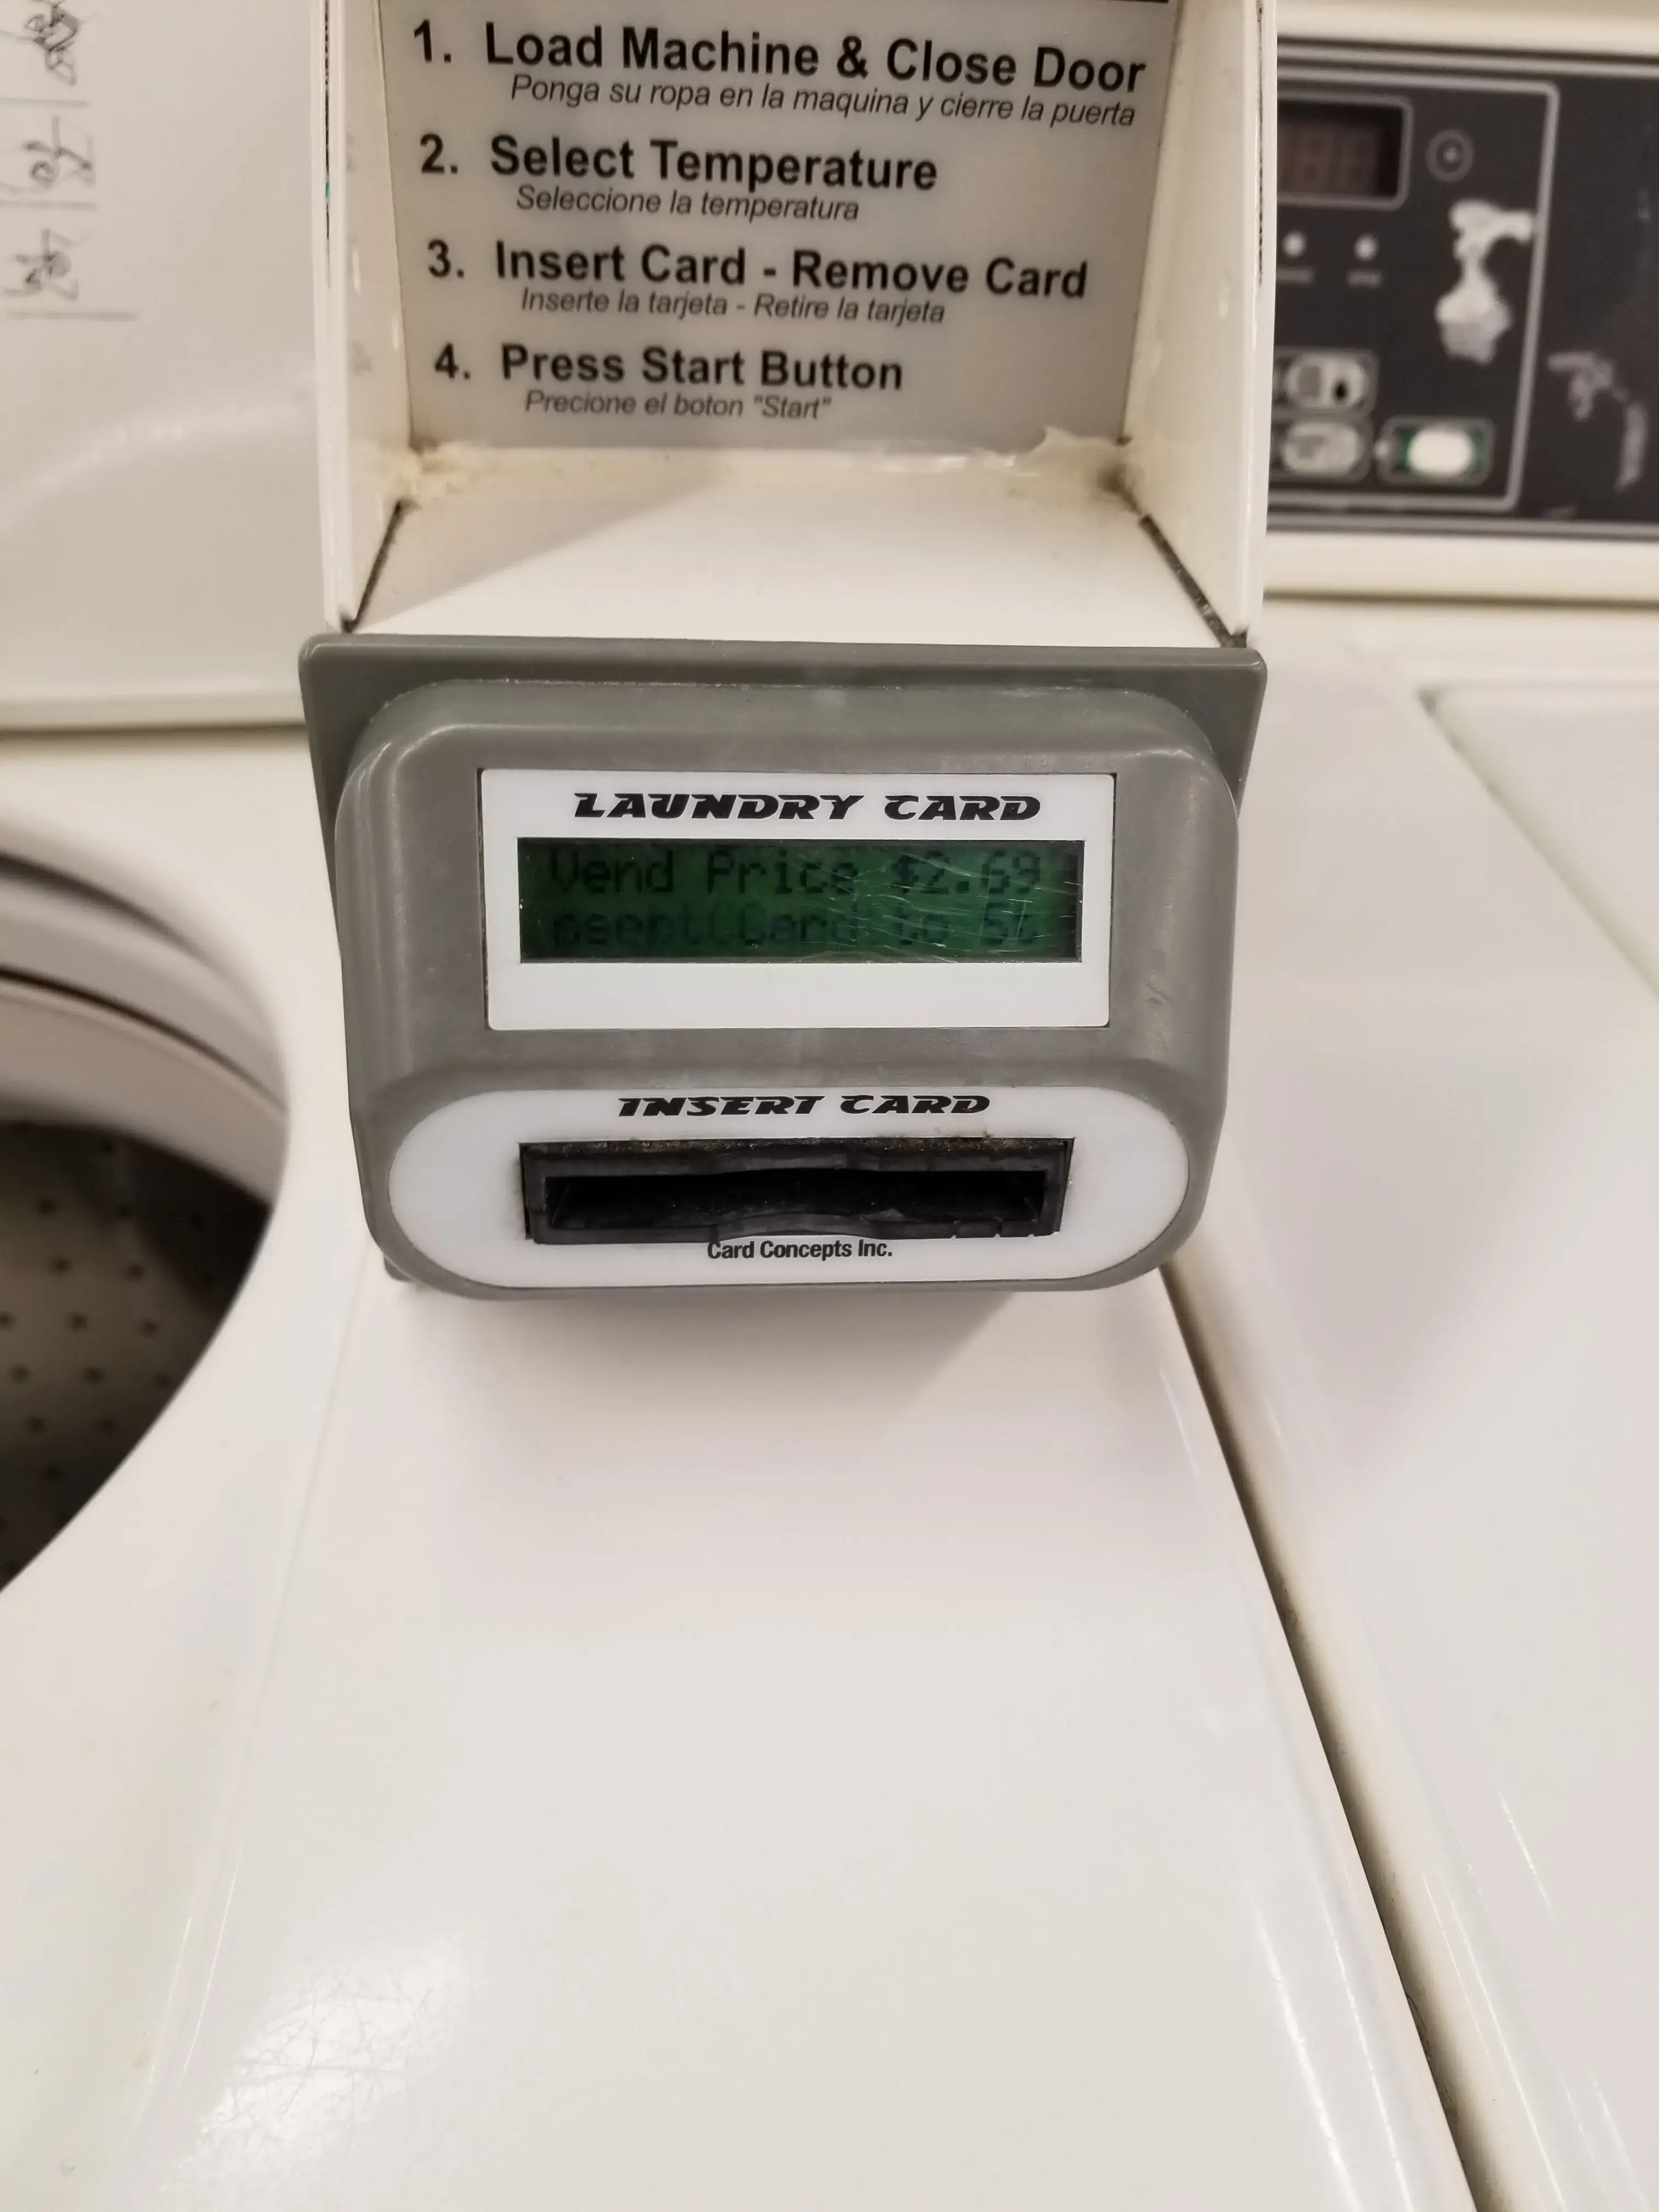 1. Load Machine & Close Door
Ponga su ropa en la maquina y cierre la puerta
2. Select Temperature
Seleccione la temperatura
3. Insert Card - Remove Card
Inserte la tarjeta - Retire la tarjeta
4. Press Start Button
Precione el boton "Start"
LAUNDRY CARD
Vend Price $2.69
to
INSERT CARD
Card Concepts Inc.